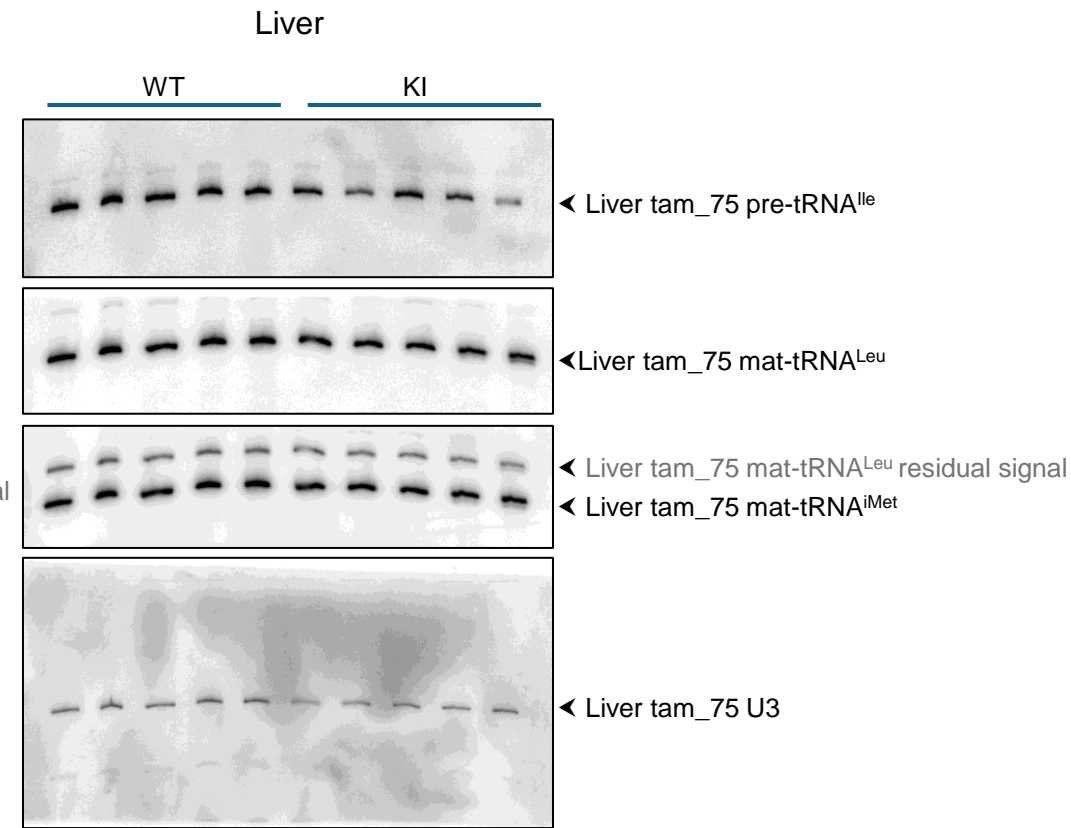 Liver
WT KI
Liver tam_75 pre-tRNAIle
Liver tam_75 mat-tRNALeu
Liver tam_75 mat-tRNALeu residual signal
al
Liver tam_75 mat-tRNAiMet
Liver tam_75 U3